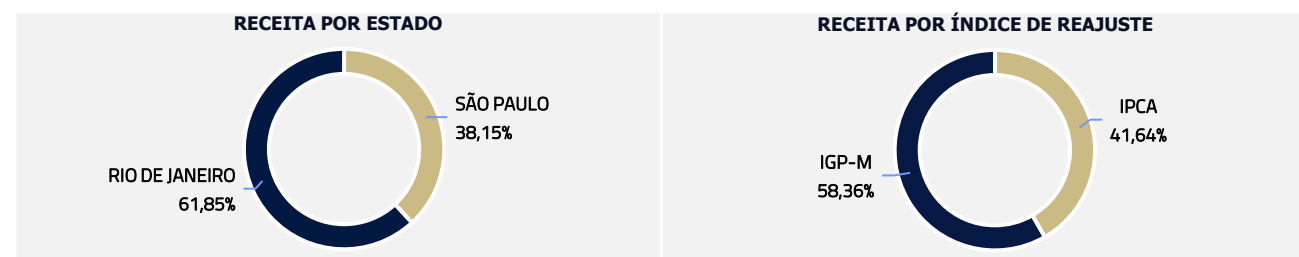 RECEITA POR ESTADO
SÃO PAULO
38,15%
RIO DE JANEIRO
61,85%
RECEITA POR ÍNDICE DE REAJUSTE
IPCA
41,64%
IGP-M
58,36%